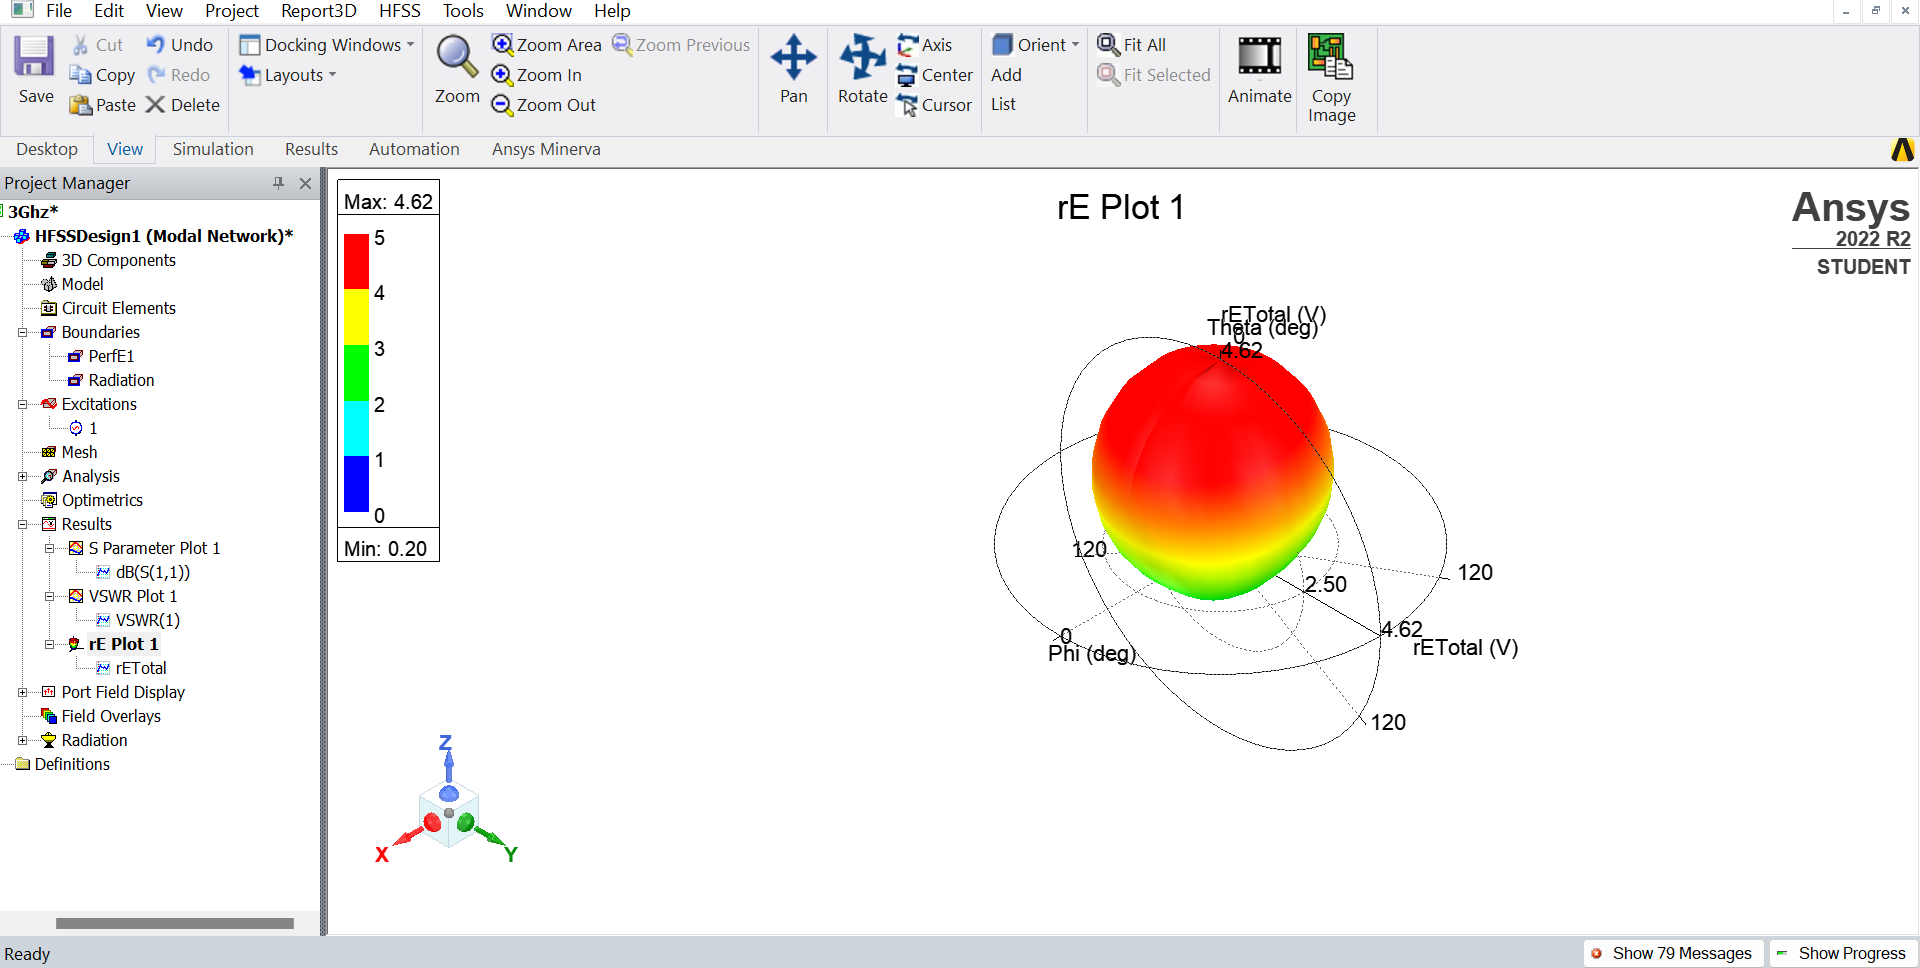 File Edit View Project Report3D HFSS Tools Window Help
Save
Cut
Copy
Paste
Undo
Redo
Delete
Docking Windows
Layouts
Zoom
Zoom Area
Zoom In
Zoom Out
Zoom Previous
Pan
Rotate
Axis
Center
Cursor
Orient
Add
List
Fit All
Fit Selected
Animate
Copy
Image
Desktop View Simulation Results Automation Ansys Minerva
Project Manager
3Ghz*
HFSSDesign1 (Modal Network)*
3D Components
Model
Circuit Elements
Boundaries
PerfE1
Radiation
Excitations
1
Mesh
Analysis
Optimetrics
Results
S Parameter Plot 1
dB(S(1,1))
VSWR Plot 1
VSWR(1)
rE Plot 1
rETotal
Port Field Display
Field Overlays
Radiation
Definitions
Max: 4.62
5
4
3
2
1
0
Min: 0.20
rE Plot 1
Ansys
2022 R2
STUDENT
rETotal (V)
Theta (deg)
0
4.62
120
120
2.50
4.62
rETotal (V)
0
Phi (deg)
120
Z
X
Y
Ready
Show 79 Messages
Show Progress